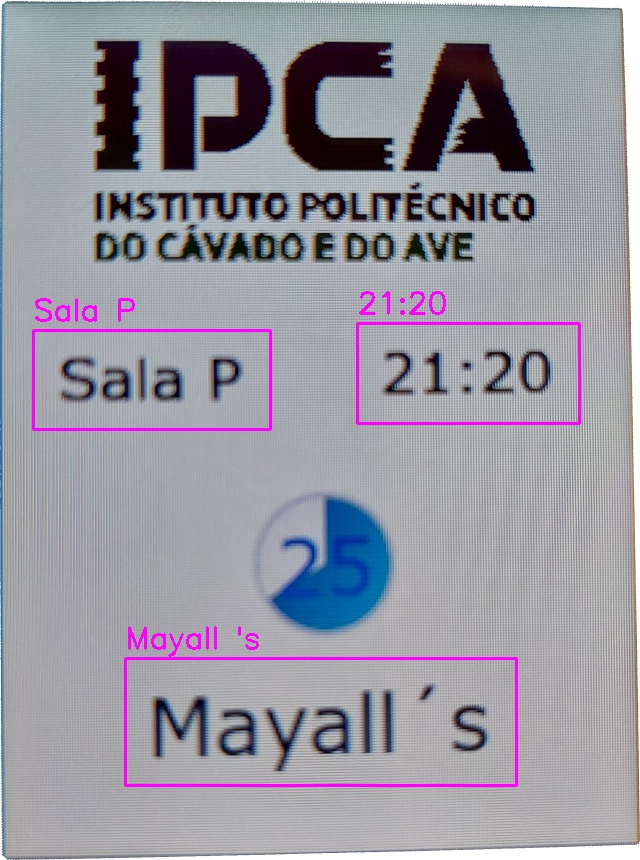 IPCA
INSTITUTO POLITÉCNICO
DO CÁVADO E DO AVE
Sala P 21:20
Sala P 21:20
25
Mayall 's
Mayall´s